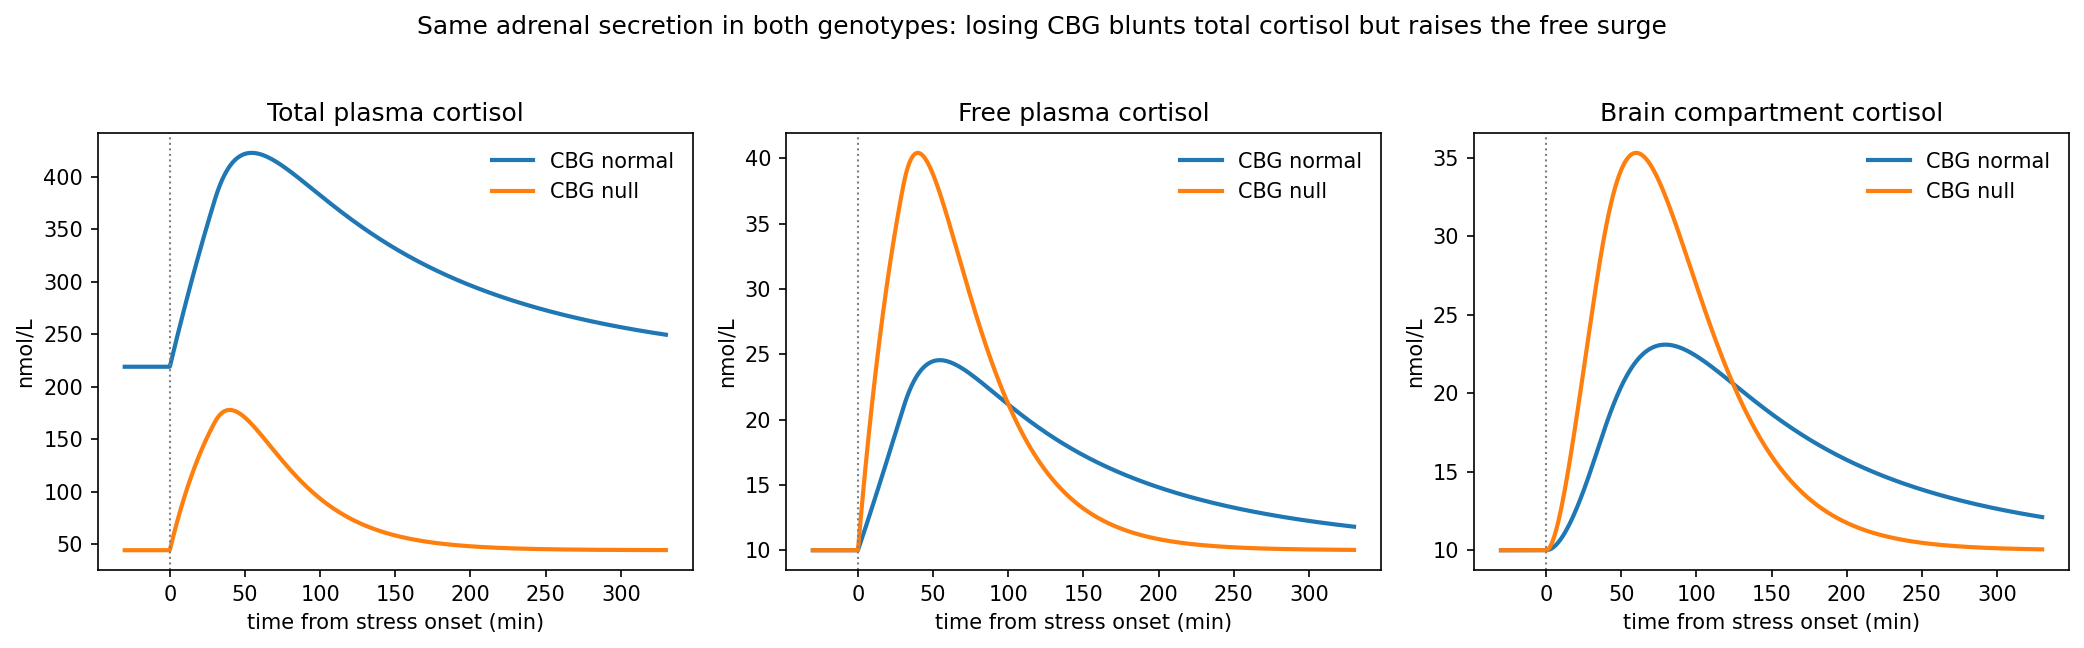 Same adrenal secretion in both genotypes: losing CBG blunts total cortisol but raises the free surge
Total plasma cortisol
nmol/L
400
350
300
250
200
150
100
50
CBG normal
CBG null
0 50 100 150 200 250 300
time from stress onset (min)
Free plasma cortisol
nmol/L
40
35
30
25
20
15
10
CBG normal
CBG null
0 50 100 150 200 250 300
time from stress onset (min)
Brain compartment cortisol
nmol/L
35
30
25
20
15
10
CBG normal
CBG null
0 50 100 150 200 250 300
time from stress onset (min)